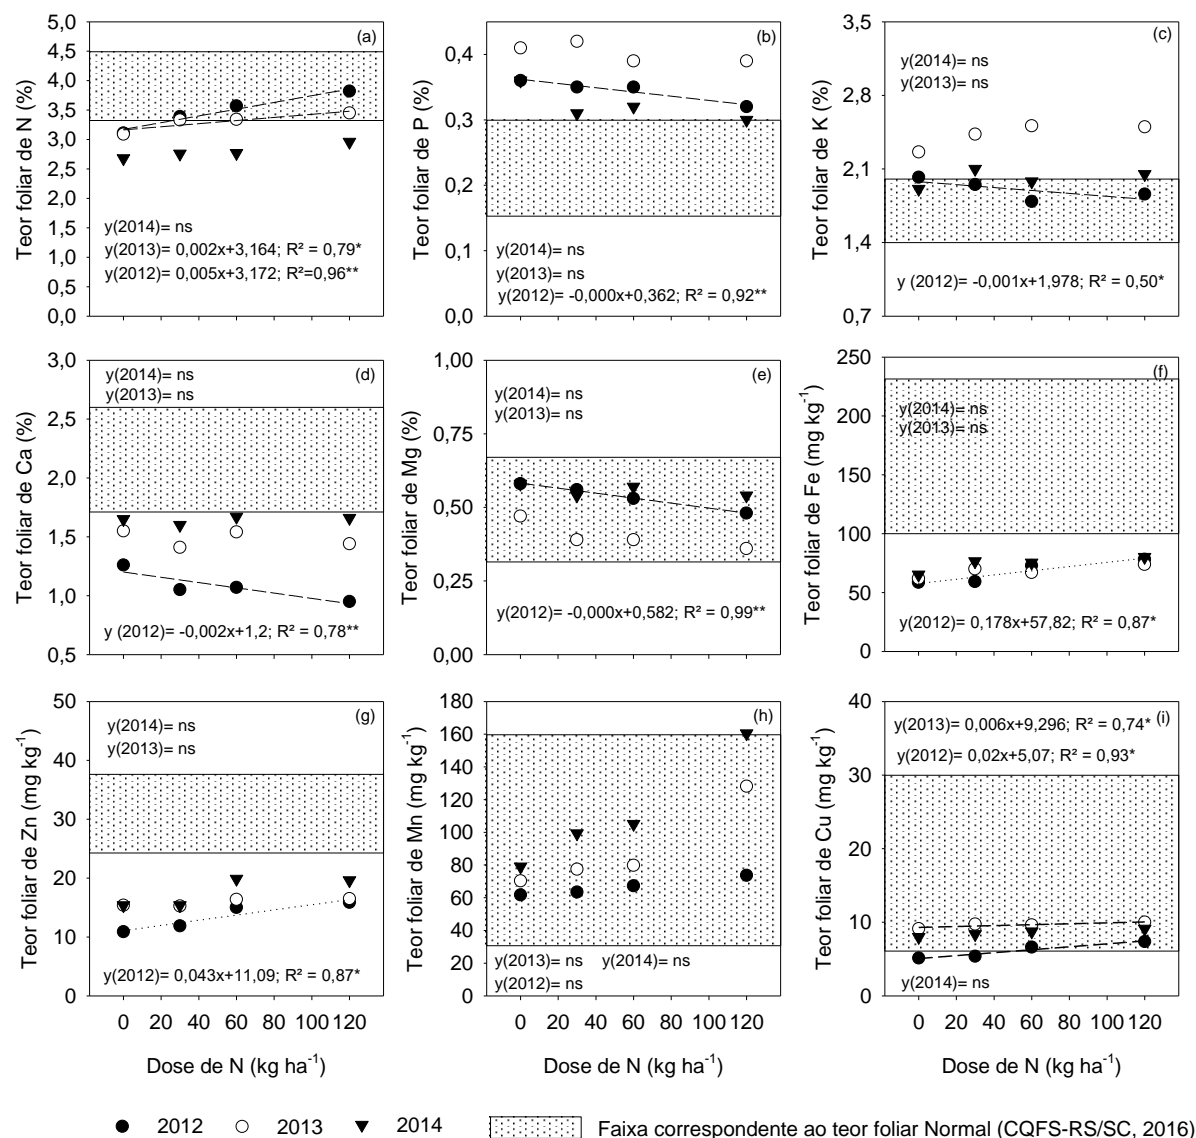 Teor foliar de N (%)
5,0
4,5
4,0
3,5
3,0
2,5
2,0
1,5
1,0
0,5
0,0
(a)
y(2014)= ns
y(2013)= 0,002x+3,164; R² = 0,79*
y(2012)= 0,005x+3,172; R²=0,96**
Teor foliar de P (%)
0,4
0,3
0,2
0,1
0,0
(b)
y(2014)= ns
y(2013)= ns
y(2012)= -0,000x+0,362; R² = 0,92**
Teor foliar de K (%)
3,5
2,8
2,1
1,4
0,7
(c)
y(2014)= ns
y(2013)= ns
y (2012)= -0,001x+1,978; R² = 0,50*
Teor foliar de Ca (%)
3,0
2,5
2,0
1,5
1,0
0,5
(d)
y(2014)= ns
y(2013)= ns
y (2012)= -0,002x+1,2; R² = 0,78**
Teor foliar de Mg (%)
1,00
0,75
0,50
0,25
0,00
(e)
y(2014)= ns
y(2013)= ns
y(2012)= -0,000x+0,582; R² = 0,99**
Teor foliar de Fe (mg kg⁻¹)
250
200
150
100
50
0
(f)
y(2014)= ns
y(2013)= ns
y(2012)= 0,178x+57,82; R² = 0,87*
Teor foliar de Zn (mg kg⁻¹)
50
40
30
20
10
0
(g)
y(2014)= ns
y(2013)= ns
y(2012)= 0,043x+11,09; R² = 0,87*
0 20 40 60 80 100 120
Dose de N (kg ha⁻¹)
Teor foliar de Mn (mg kg⁻¹)
180
160
140
120
100
80
60
40
20
0
(h)
y(2013)= ns y(2014)= ns
y(2012)= ns
0 20 40 60 80 100 120
Dose de N (kg ha⁻¹)
Teor foliar de Cu (mg kg⁻¹)
40
30
20
10
0
y(2013)= 0,006x+9,296; R² = 0,74* (i)
y(2012)= 0,02x+5,07; R² = 0,93*
y(2014)= ns
0 20 40 60 80 100 120
Dose de N (kg ha⁻¹)
2012 2013 2014 Faixa correspondente ao teor foliar Normal (CQFS-RS/SC, 2016)